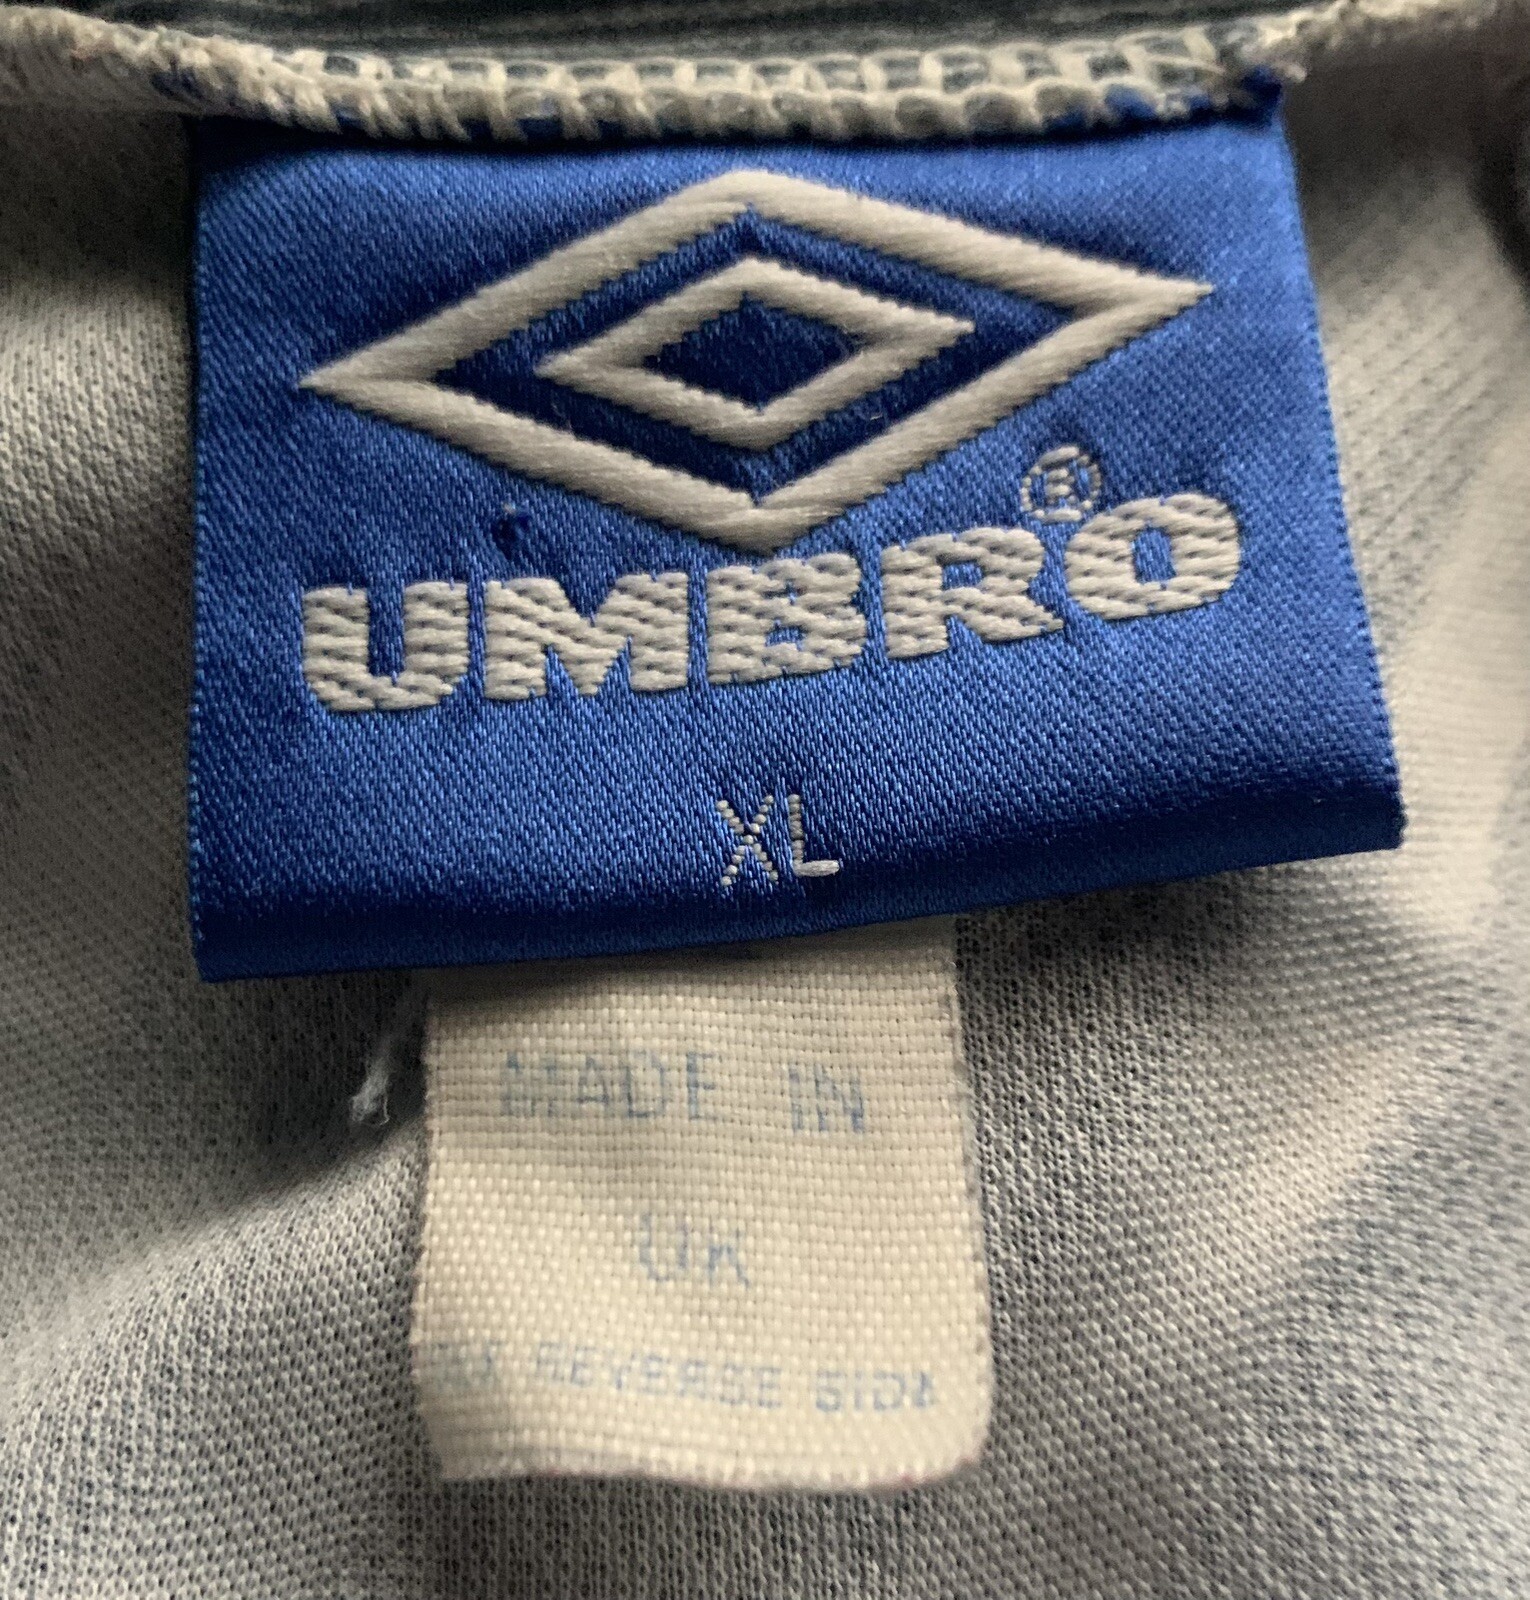 UMBRO®
XL
MADE IN
UK
REVERSE SIDE